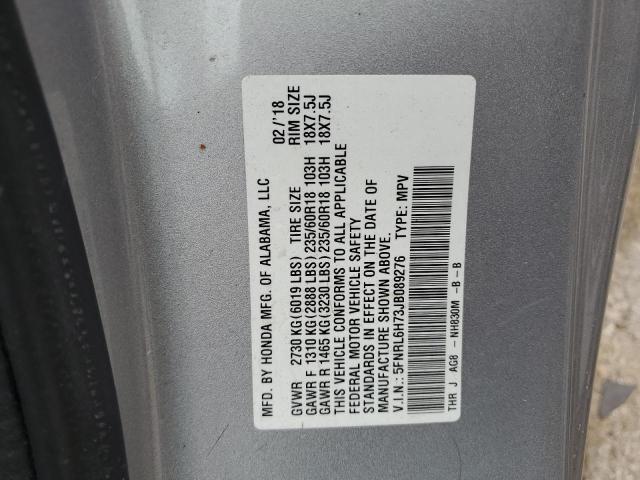 MFD. BY HONDA MFG. OF ALABAMA, LLC 02/'18
GVWR 2730 KG(6019 LBS) TIRE SIZE RIM SIZE
GAWR F 1310 KG(2888 LBS)235/60R18 103H 18X7.5J
GAWR R 1465 KG(3230 LBS)235/60R18 103H 18X7.5J
THIS VEHICLE CONFORMS TO ALL APPLICABLE
FEDERAL MOTOR VEHICLE SAFETY
STANDARDS IN EFFECT ON THE DATE OF
MANUFACTURE SHOWN ABOVE.
V.I.N.:5FNRL6H73JB089276 TYPE: MPV
THR J AG8 - NH830M -B-B